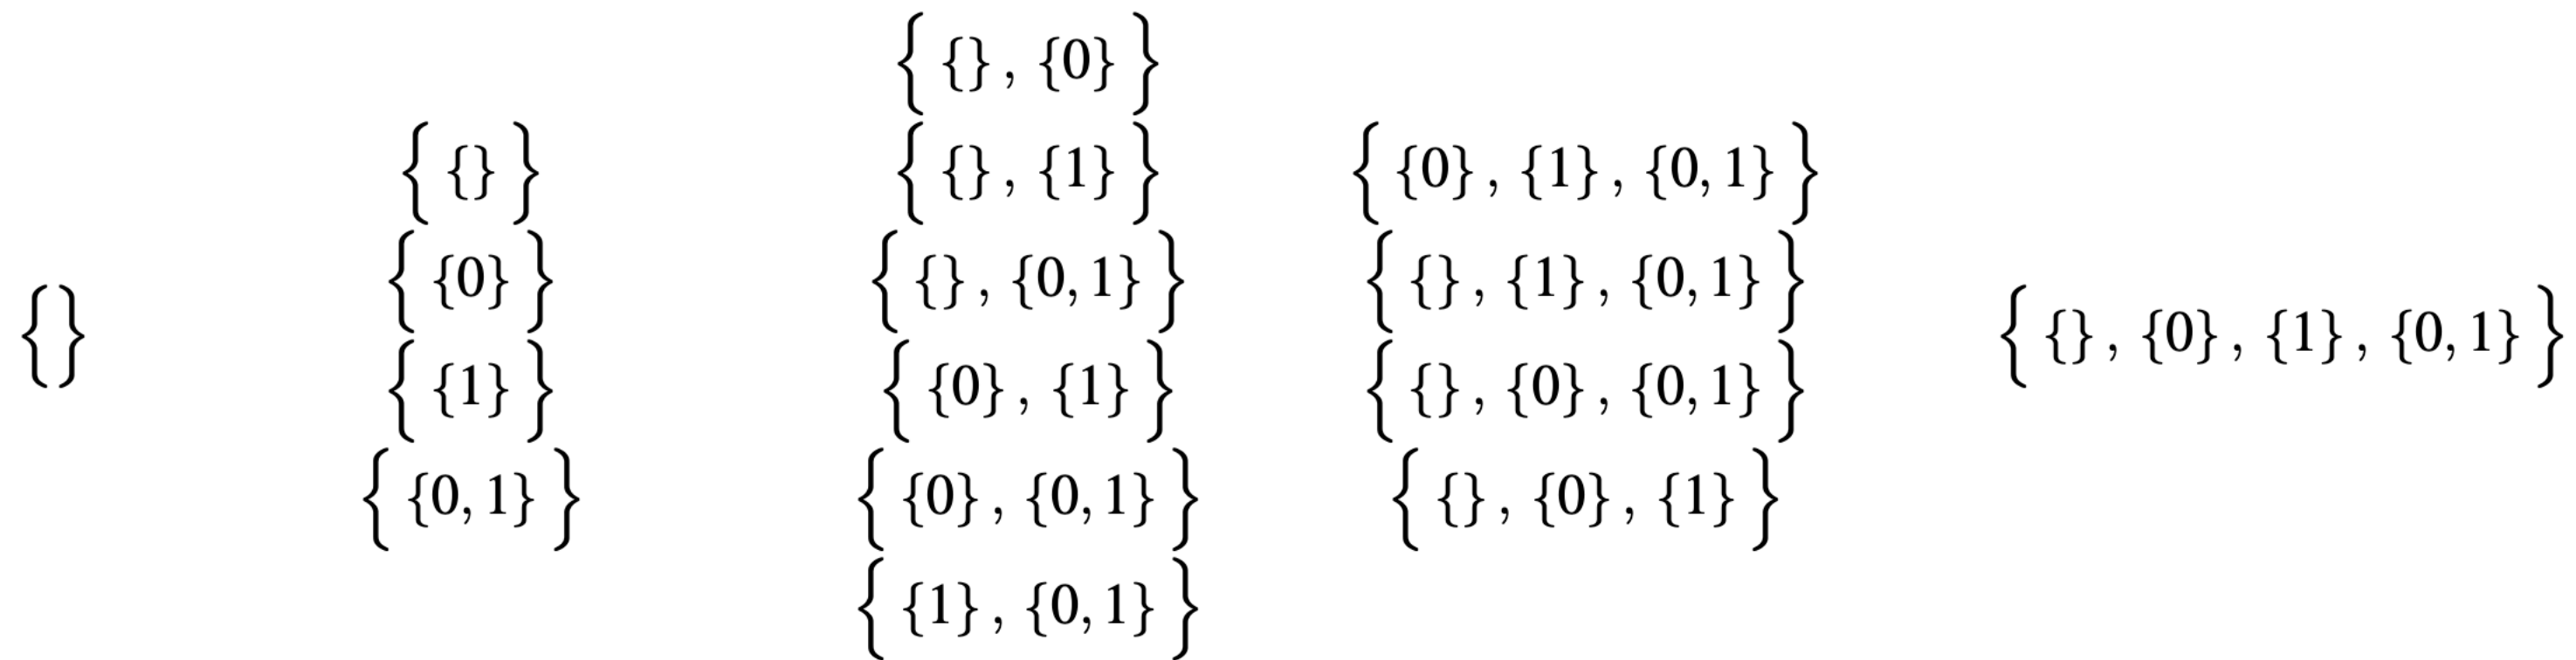 {}
{ {} }
{ {0} }
{ {1} }
{ {0, 1} }
{ {} , {0} }
{ {} , {1} }
{ {} , {0, 1} }
{ {0} , {1} }
{ {0} , {0, 1} }
{ {1} , {0, 1} }
{ {0} , {1} , {0, 1} }
{ {} , {1} , {0, 1} }
{ {} , {0} , {0, 1} }
{ {} , {0} , {1} }
{ {} , {0} , {1} , {0, 1} }